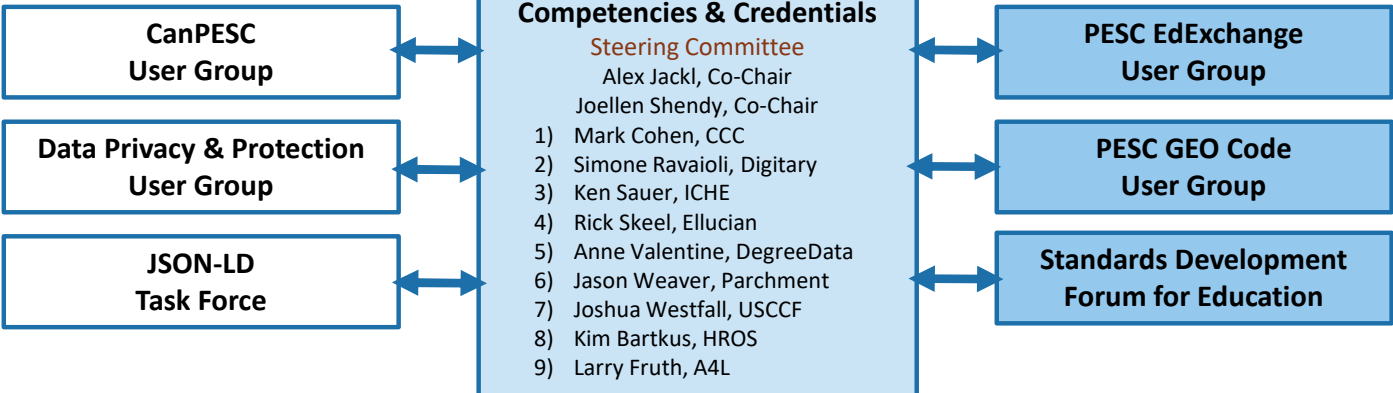 CanPESC
User Group
Data Privacy & Protection
User Group
JSON-LD
Task Force
Competencies & Credentials
Steering Committee
Alex Jackl, Co-Chair
Joellen Shendy, Co-Chair
1) Mark Cohen, CCC
2) Simone Ravaioli, Digitary
3) Ken Sauer, ICHE
4) Rick Skeel, Ellucian
5) Anne Valentine, DegreeData
6) Jason Weaver, Parchment
7) Joshua Westfall, USCCF
8) Kim Bartkus, HROS
9) Larry Fruth, A4L
PESC EdExchange
User Group
PESC GEO Code
User Group
Standards Development
Forum for Education